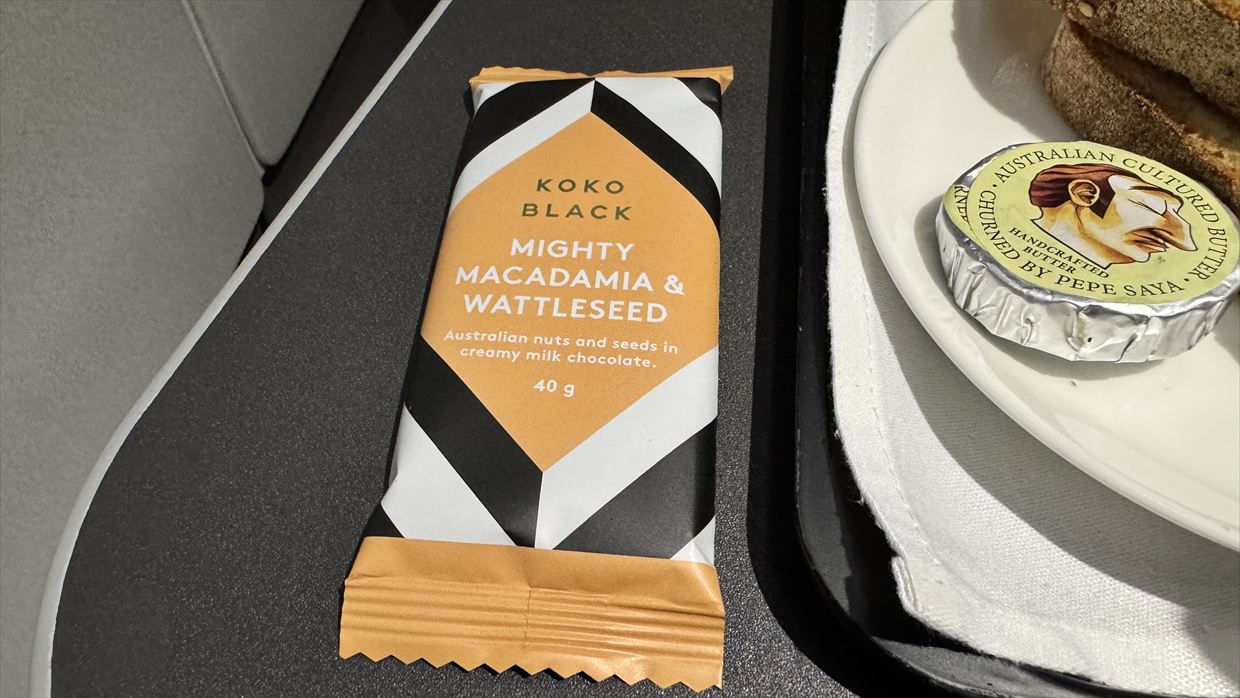 KOKO
BLACK
MIGHTY
MACADAMIA &
WATTLESEED
Australian nuts and seeds in
creamy milk chocolate.
40 g
· AUSTRALIAN CULTURED BUTTER ·
CHURNED BY PEPE SAYA
HANDCRAFTED
BUTTER